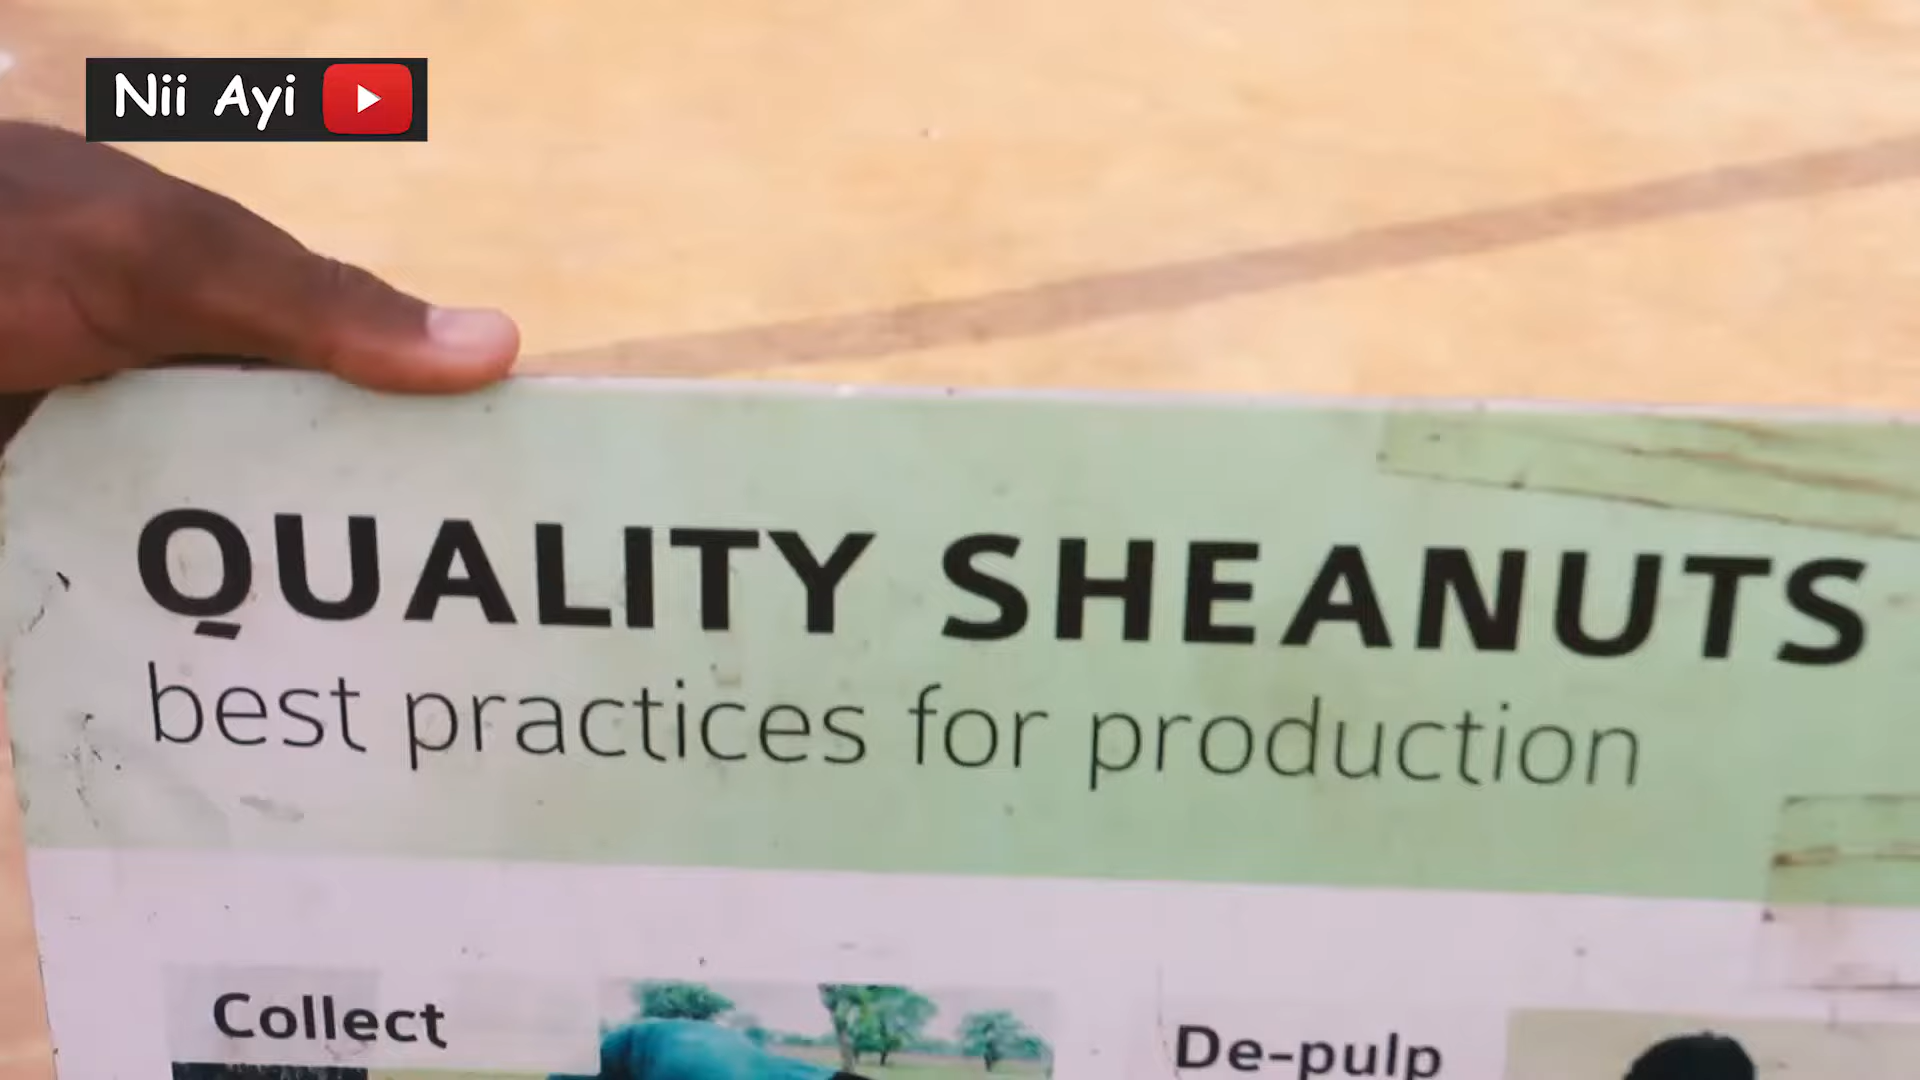 Nii Ayi
QUALITY SHEANUTS
best practices for production
Collect
De-pulp